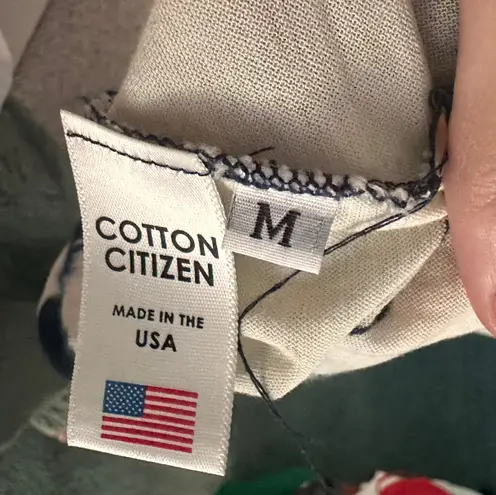 COTTON
CITIZEN
M
MADE IN THE
USA